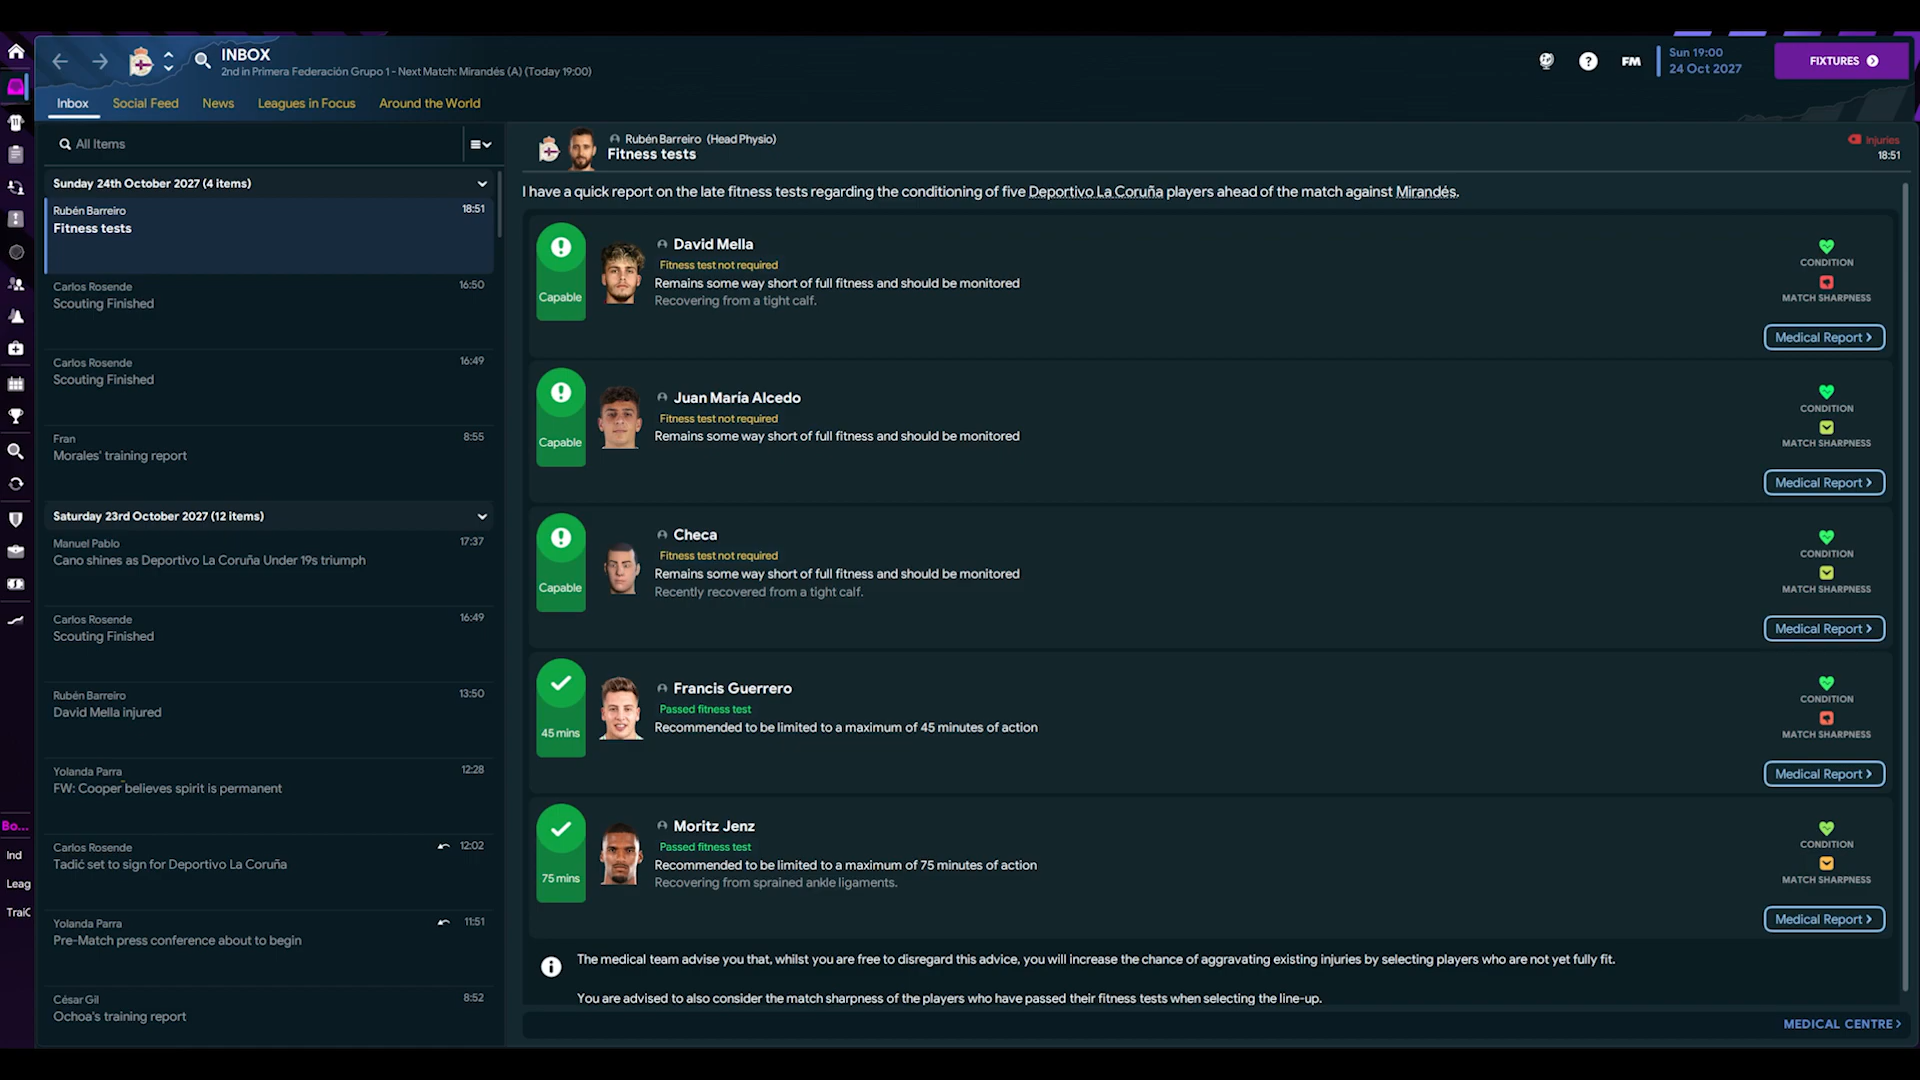 INBOX
2nd in Primera Federación Grupo 1 - Next Match: Mirandés (A) (Today 19:00)
FM
Sun 19:00
24 Oct 2027
FIXTURES
Inbox
Social Feed
News
Leagues in Focus
Around the World
All Items
Sunday 24th October 2027 (4 items)
Rubén Barreiro
18:51
Fitness tests
Carlos Rosende
16:50
Scouting Finished
Carlos Rosende
16:49
Scouting Finished
Fran
8:55
Morales' training report
Saturday 23rd October 2027 (12 items)
Manuel Pablo
17:37
Cano shines as Deportivo La Coruña Under 19s triumph
Carlos Rosende
16:49
Scouting Finished
Rubén Barreiro
13:50
David Mella injured
Yolanda Parra
12:28
FW: Cooper believes spirit is permanent
Carlos Rosende
12:02
Tadić set to sign for Deportivo La Coruña
Yolanda Parra
11:51
Pre-Match press conference about to begin
César Gil
8:52
Ochoa's training report
Bo...
Ind
Leag
TraiC
Rubén Barreiro (Head Physio)
Fitness tests
Injuries
18:51
I have a quick report on the late fitness tests regarding the conditioning of five Deportivo La Coruña players ahead of the match against Mirandés.
Capable
David Mella
Fitness test not required
Remains some way short of full fitness and should be monitored
Recovering from a tight calf.
CONDITION
MATCH SHARPNESS
Medical Report
Capable
Juan María Alcedo
Fitness test not required
Remains some way short of full fitness and should be monitored
CONDITION
MATCH SHARPNESS
Medical Report
Capable
Checa
Fitness test not required
Remains some way short of full fitness and should be monitored
Recently recovered from a tight calf.
CONDITION
MATCH SHARPNESS
Medical Report
45 mins
Francis Guerrero
Passed fitness test
Recommended to be limited to a maximum of 45 minutes of action
CONDITION
MATCH SHARPNESS
Medical Report
75 mins
Moritz Jenz
Passed fitness test
Recommended to be limited to a maximum of 75 minutes of action
Recovering from sprained ankle ligaments.
CONDITION
MATCH SHARPNESS
Medical Report
The medical team advise you that, whilst you are free to disregard this advice, you will increase the chance of aggravating existing injuries by selecting players who are not yet fully fit.
You are advised to also consider the match sharpness of the players who have passed their fitness tests when selecting the line-up.
MEDICAL CENTRE